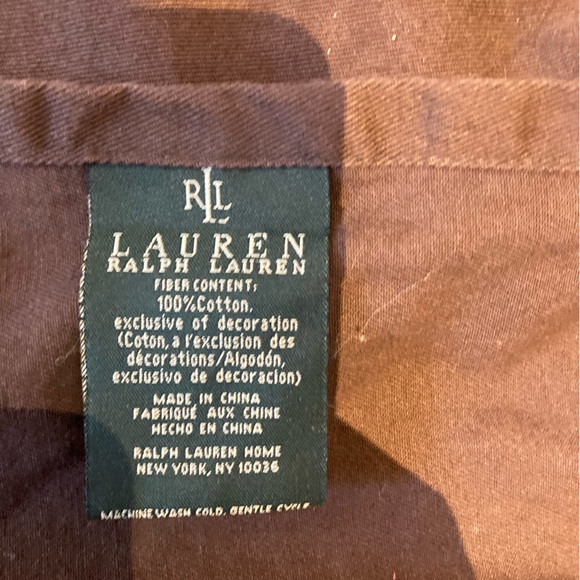 RLL
LAUREN
RALPH LAUREN
FIBER CONTENT;
100%Cotton.
exclusive of decoration
(Coton, a l'exclusion des
décorations/Algodón,
exclusivo de decoracion)
MADE IN CHINA
FABRIQUÉ AUX CHINE
HECHO EN CHINA
RALPH LAUREN HOME
NEW YORK, NY 10036
MACHINE WASH COLD. GENTLE CYCLE